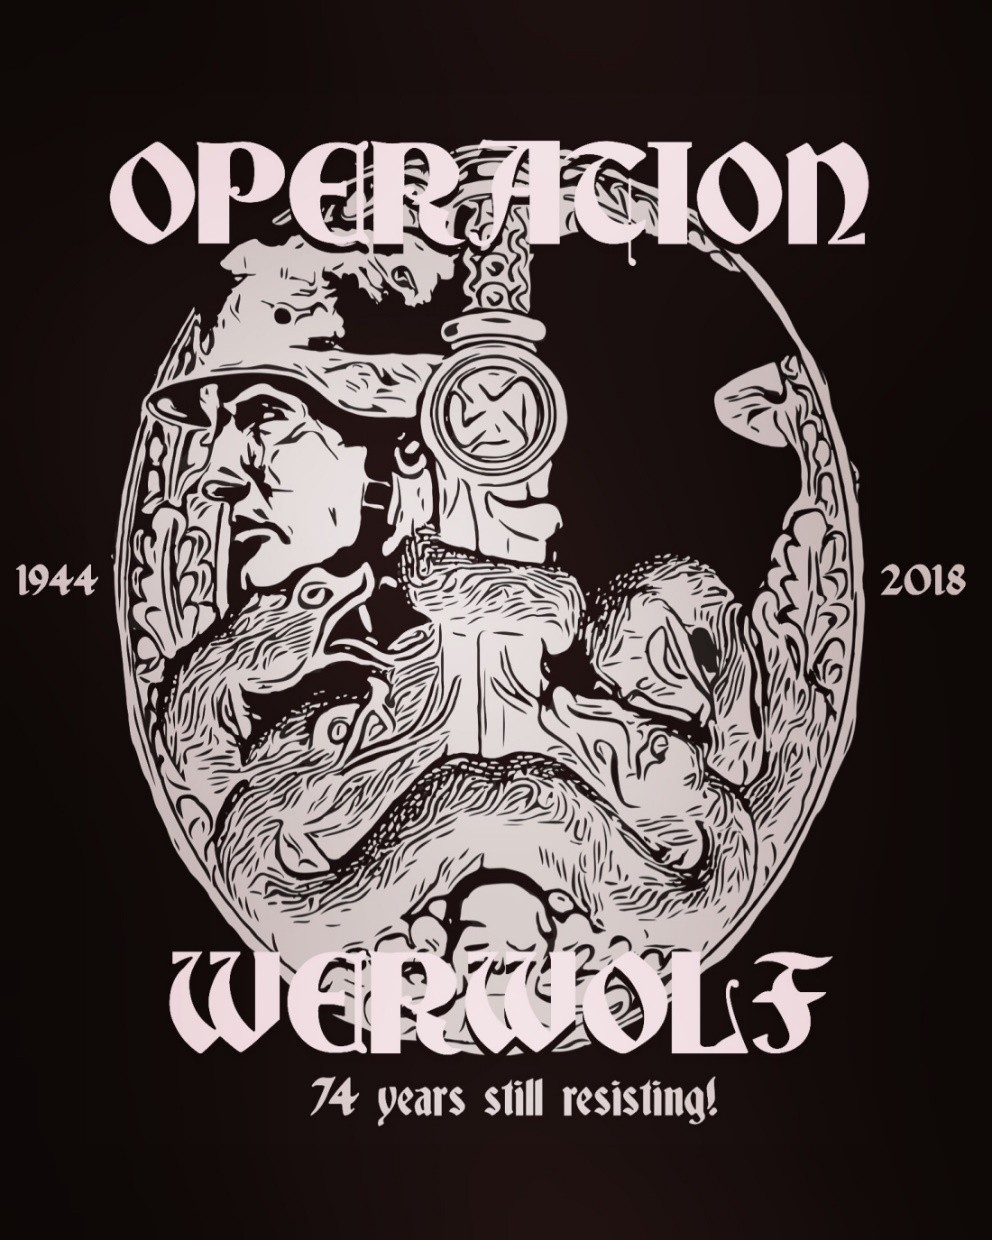 OPERATION
1944
2018
WERWOLF
74 years still resisting!